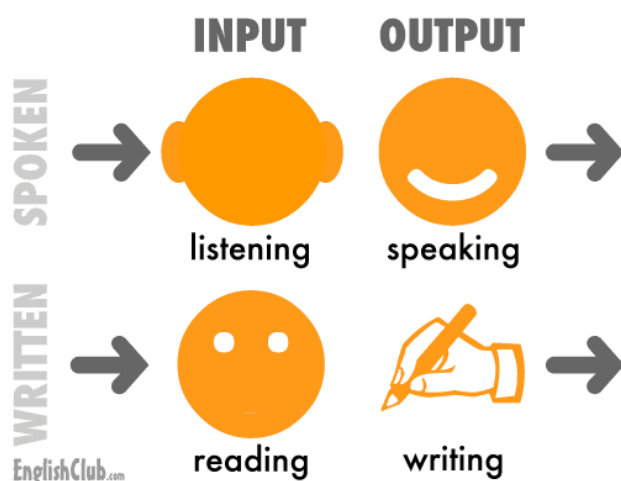 INPUT OUTPUT
SPOKEN
listening speaking
WRITTEN
reading writing
EnglishClub.com